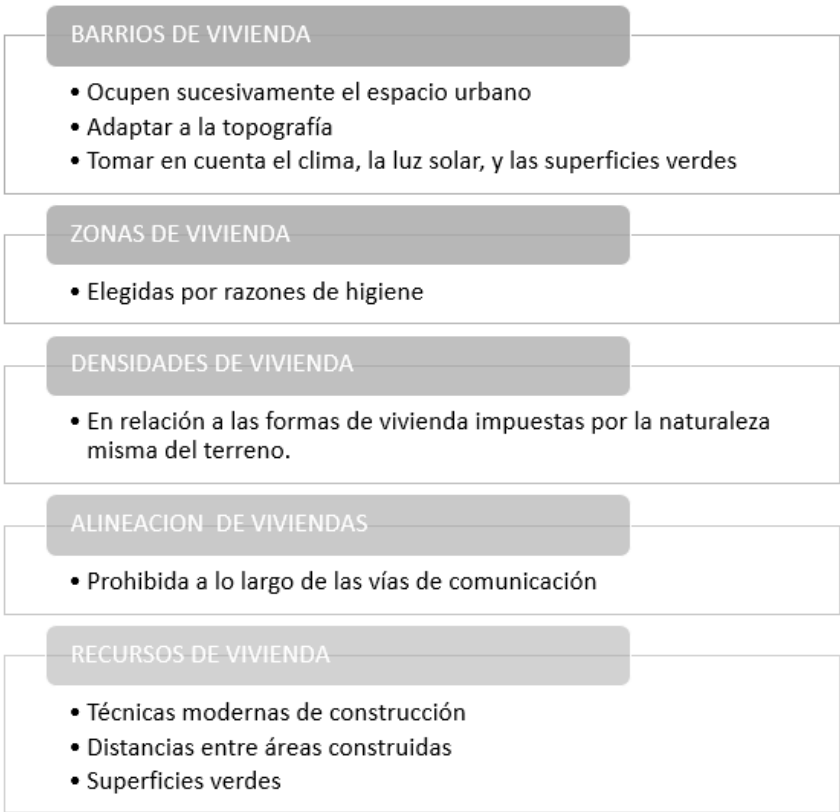 BARRIOS DE VIVIENDA
• Ocupen sucesivamente el espacio urbano
• Adaptar a la topografía
• Tomar en cuenta el clima, la luz solar, y las superficies verdes
ZONAS DE VIVIENDA
• Elegidas por razones de higiene
DENSIDADES DE VIVIENDA
• En relación a las formas de vivienda impuestas por la naturaleza
misma del terreno.
ALINEACION DE VIVIENDAS
• Prohibida a lo largo de las vías de comunicación
RECURSOS DE VIVIENDA
• Técnicas modernas de construcción
• Distancias entre áreas construidas
• Superficies verdes